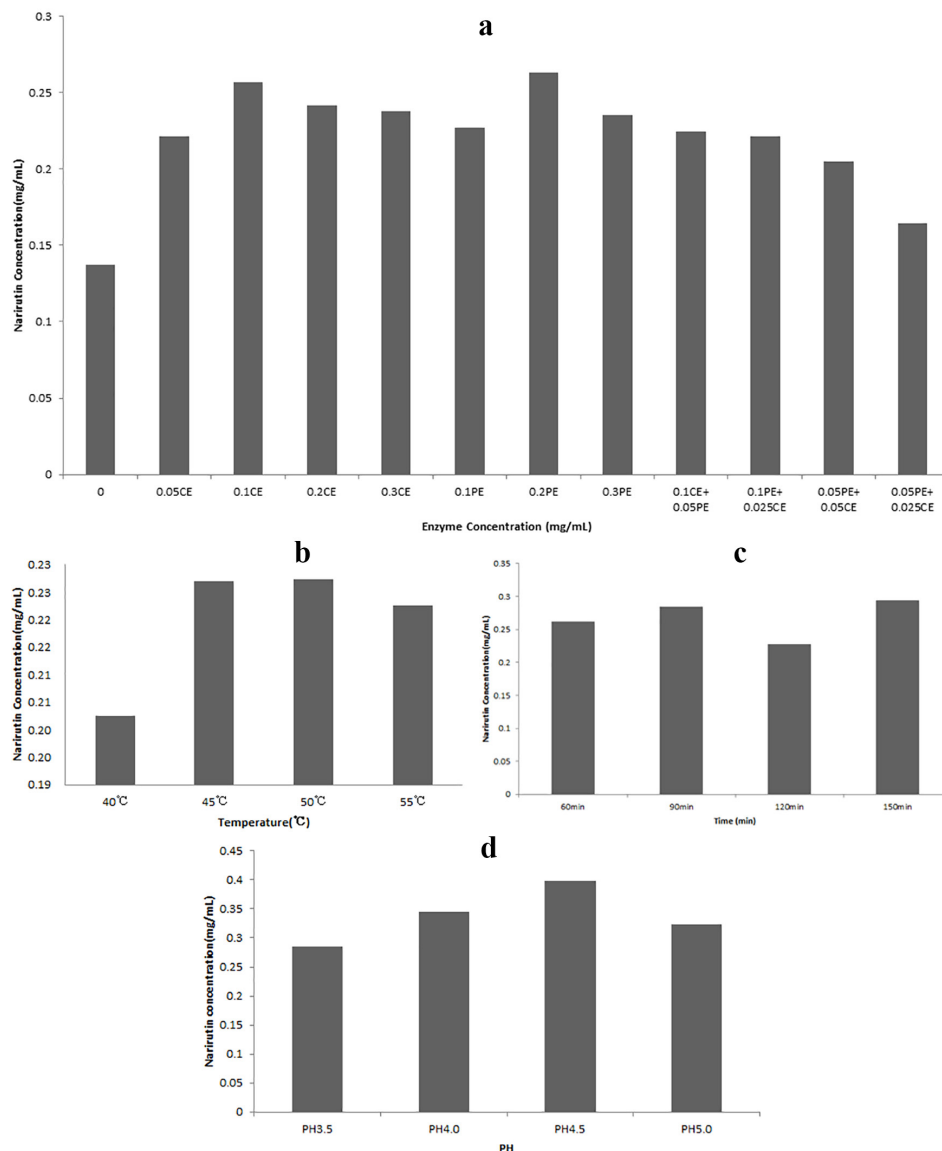 a
Narirutin Concentration(mg/mL)
0.3
0.25
0.2
0.15
0.1
0.05
0
0 0.05CE 0.1CE 0.2CE 0.3CE 0.1PE 0.2PE 0.3PE 0.1CE+ 0.1PE+ 0.05PE+ 0.05PE+
0.05PE 0.025CE 0.05CE 0.025CE
Enzyme Concentration (mg/mL)
b
Narirutin Concentration(mg/mL)
0.23
0.23
0.22
0.22
0.21
0.21
0.20
0.20
0.19
40℃ 45℃ 50℃ 55℃
Temperature(℃)
c
Narirutin Concentration(mg/mL)
0.35
0.3
0.25
0.2
0.15
0.1
0.05
0
60min 90min 120min 150min
Time (min)
d
Narirutin concentration(mg/mL)
0.45
0.4
0.35
0.3
0.25
0.2
0.15
0.1
0.05
0
PH3.5 PH4.0 PH4.5 PH5.0
PH